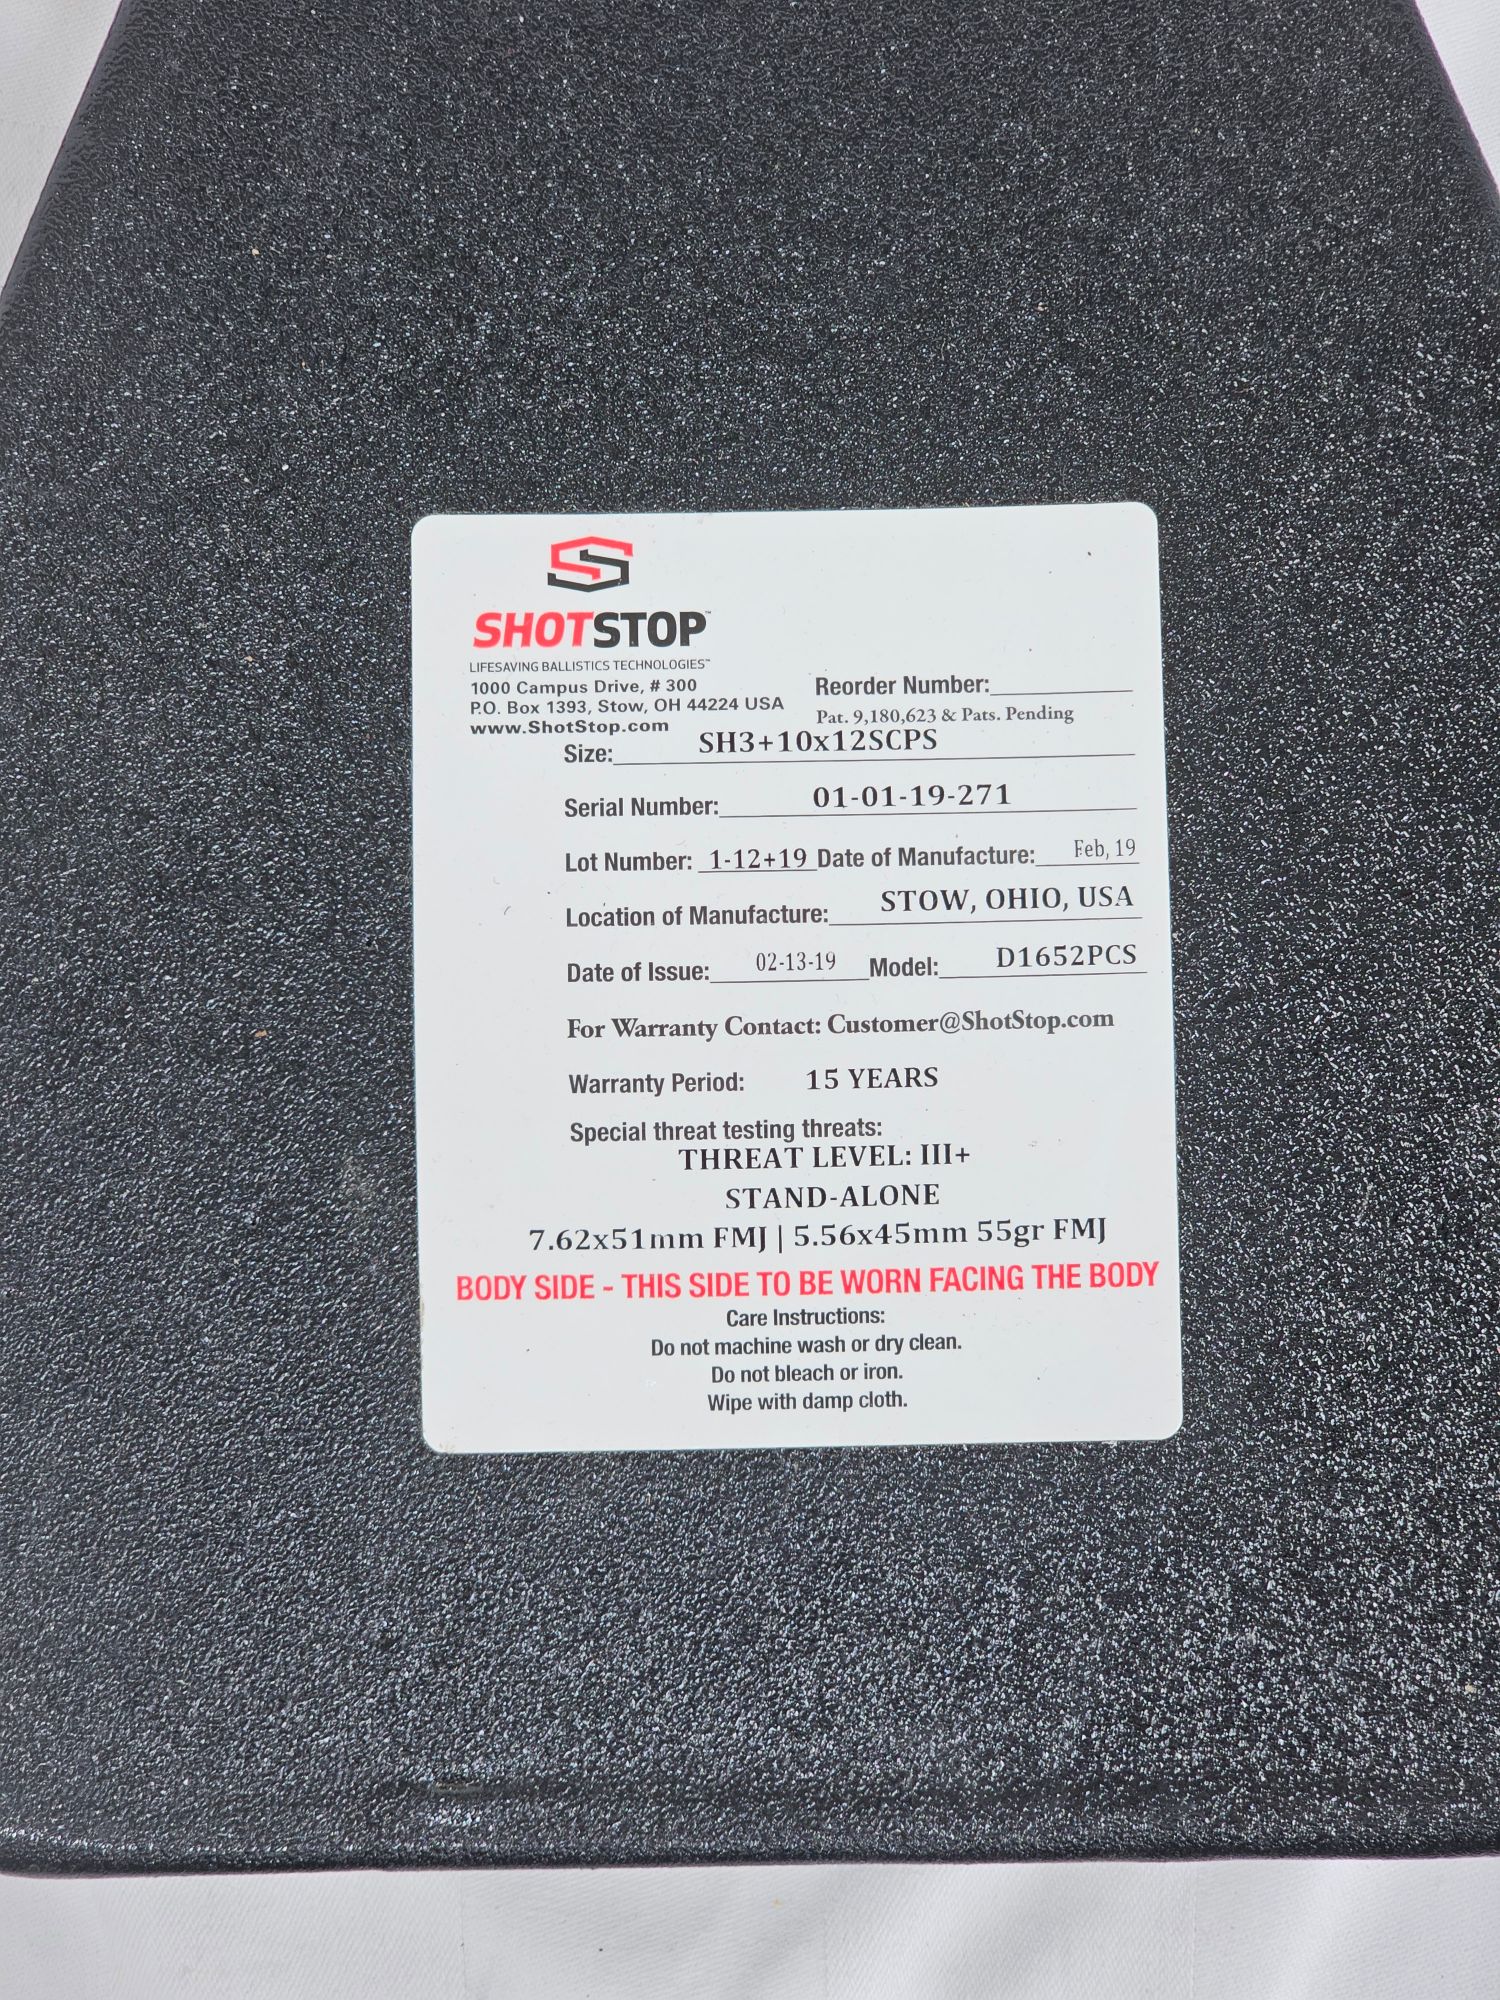 SHOTSTOP™
LIFESAVING BALLISTICS TECHNOLOGIES™
1000 Campus Drive, # 300
P.O. Box 1393, Stow, OH 44224 USA
www.ShotStop.com
Reorder Number:
Pat. 9,180,623 & Pats. Pending
Size: SH3+10x12SCPS
Serial Number: 01-01-19-271
Lot Number: 1-12+19 Date of Manufacture: Feb, 19
Location of Manufacture: STOW, OHIO, USA
Date of Issue: 02-13-19 Model: D1652PCS
For Warranty Contact: Customer@ShotStop.com
Warranty Period: 15 YEARS
Special threat testing threats:
THREAT LEVEL: III+
STAND-ALONE
7.62x51mm FMJ | 5.56x45mm 55gr FMJ
BODY SIDE - THIS SIDE TO BE WORN FACING THE BODY
Care Instructions:
Do not machine wash or dry clean.
Do not bleach or iron.
Wipe with damp cloth.